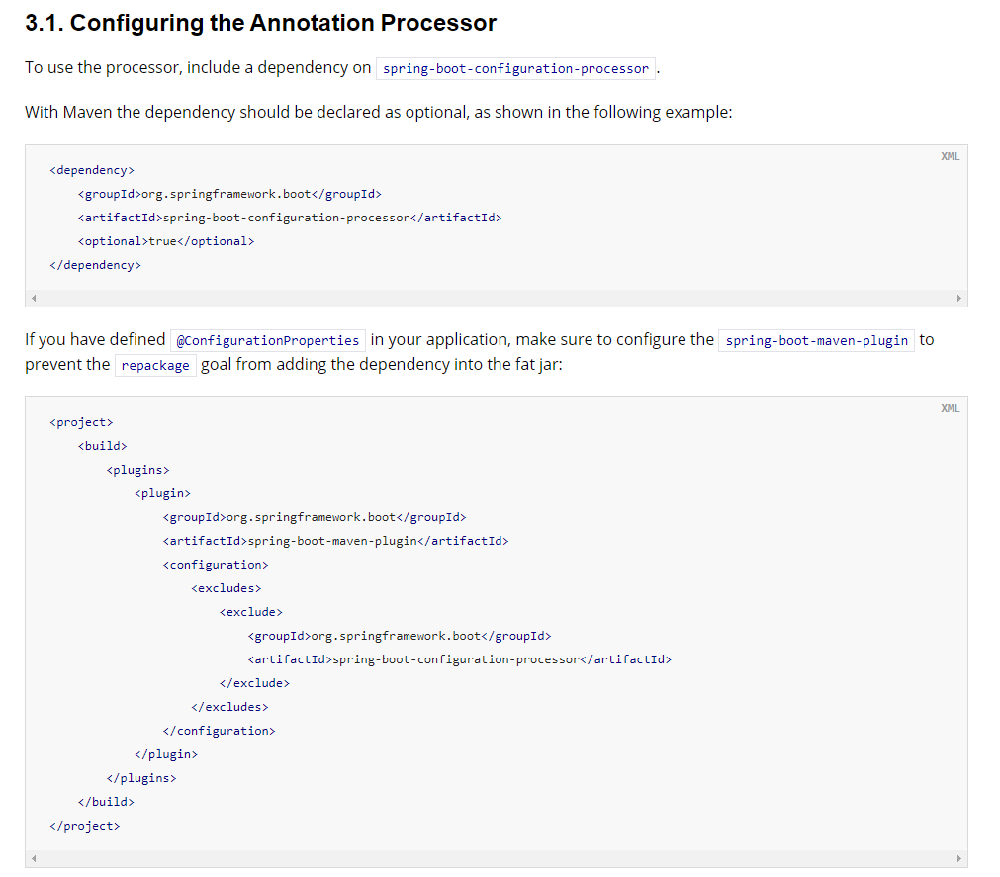 3.1. Configuring the Annotation Processor
To use the processor, include a dependency on spring-boot-configuration-processor.
With Maven the dependency should be declared as optional, as shown in the following example:
XML
<dependency>
    <groupId>org.springframework.boot</groupId>
    <artifactId>spring-boot-configuration-processor</artifactId>
    <optional>true</optional>
</dependency>
If you have defined @ConfigurationProperties in your application, make sure to configure the spring-boot-maven-plugin to
prevent the repackage goal from adding the dependency into the fat jar:
XML
<project>
    <build>
        <plugins>
            <plugin>
                <groupId>org.springframework.boot</groupId>
                <artifactId>spring-boot-maven-plugin</artifactId>
                <configuration>
                    <excludes>
                        <exclude>
                            <groupId>org.springframework.boot</groupId>
                            <artifactId>spring-boot-configuration-processor</artifactId>
                        </exclude>
                    </excludes>
                </configuration>
            </plugin>
        </plugins>
    </build>
</project>